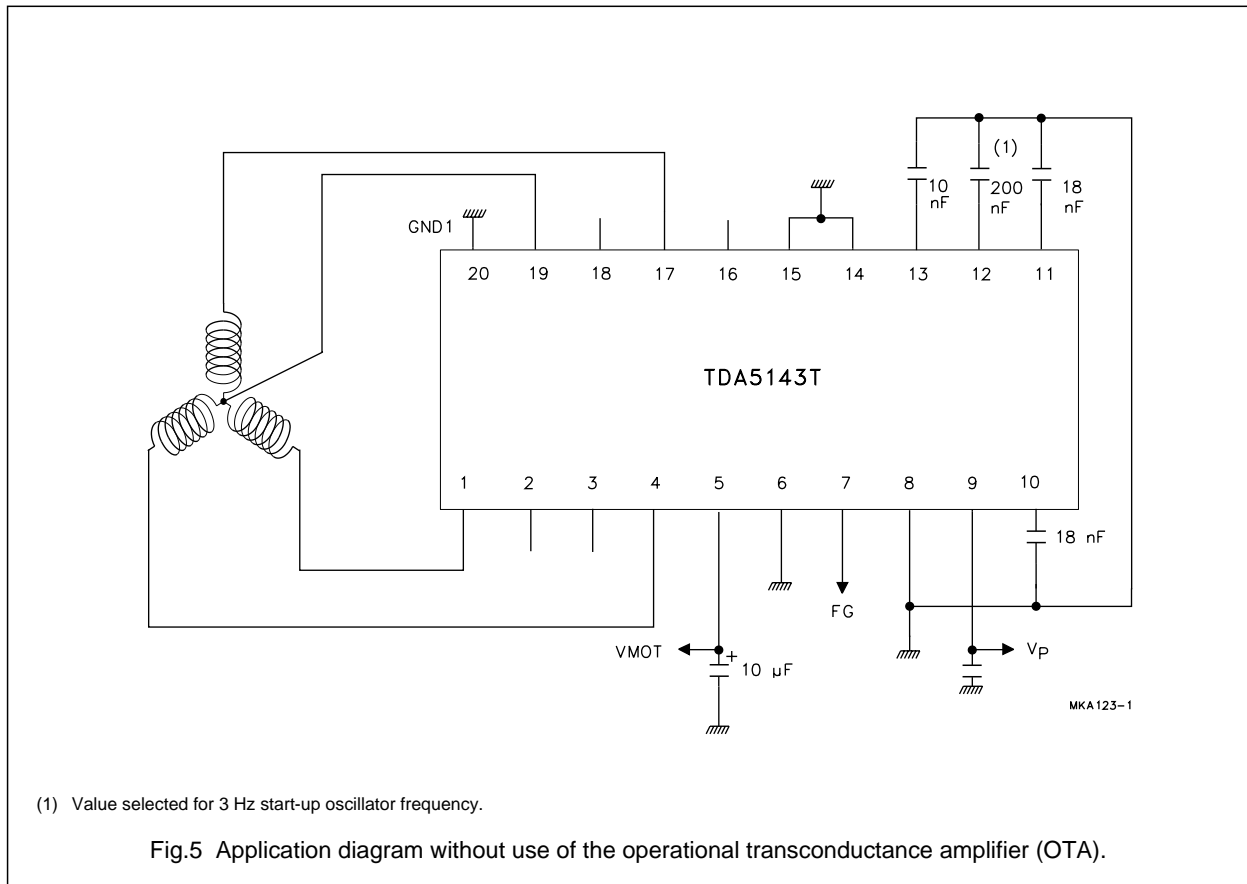 (1)
10 nF
200 nF
18 nF
GND1
20 19 18 17 16 15 14 13 12 11
TDA5143T
1 2 3 4 5 6 7 8 9 10
18 nF
FG
VMOT
+
10 µF
VP
MKA123-1
(1) Value selected for 3 Hz start-up oscillator frequency.
Fig.5 Application diagram without use of the operational transconductance amplifier (OTA).